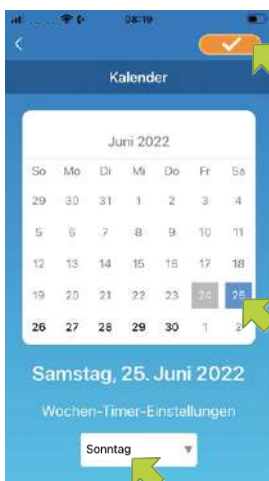 08:19
Kalender
Juni 2022
So Mo Di Mi Do Fr Sa
29 30 31 1 2 3 4
5 6 7 8 9 10 11
12 13 14 15 16 17 18
19 20 21 22 23 24 25
26 27 28 29 30 1 2
Samstag, 25. Juni 2022
Wochen-Timer-Einstellungen
Sonntag